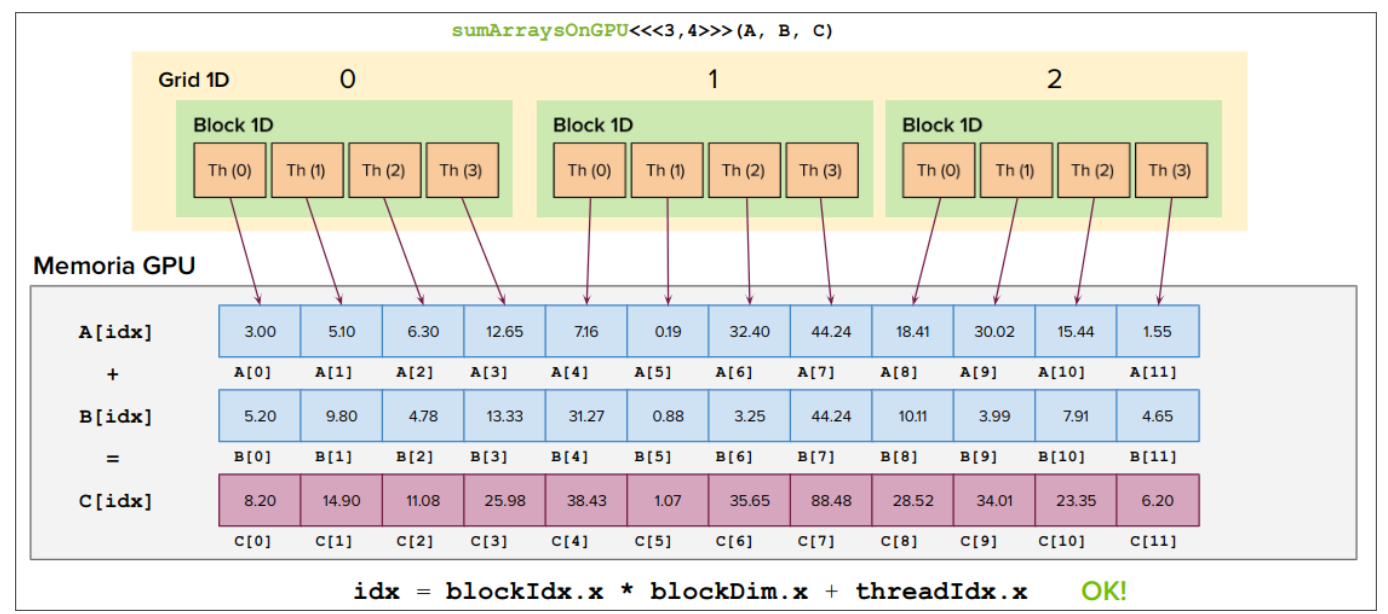 sumArraysOnGPU<<<3,4>>>(A, B, C)
Grid 1D 0 1 2
Block 1D Block 1D Block 1D
Th (0) Th (1) Th (2) Th (3) Th (0) Th (1) Th (2) Th (3) Th (0) Th (1) Th (2) Th (3)
Memoria GPU
A[idx] 3.00 5.10 6.30 12.65 7.16 0.19 32.40 44.24 18.41 30.02 15.44 1.55
+ A[0] A[1] A[2] A[3] A[4] A[5] A[6] A[7] A[8] A[9] A[10] A[11]
B[idx] 5.20 9.80 4.78 13.33 31.27 0.88 3.25 44.24 10.11 3.99 7.91 4.65
= B[0] B[1] B[2] B[3] B[4] B[5] B[6] B[7] B[8] B[9] B[10] B[11]
C[idx] 8.20 14.90 11.08 25.98 38.43 1.07 35.65 88.48 28.52 34.01 23.35 6.20
C[0] C[1] C[2] C[3] C[4] C[5] C[6] C[7] C[8] C[9] C[10] C[11]
idx = blockIdx.x * blockDim.x + threadIdx.x OK!